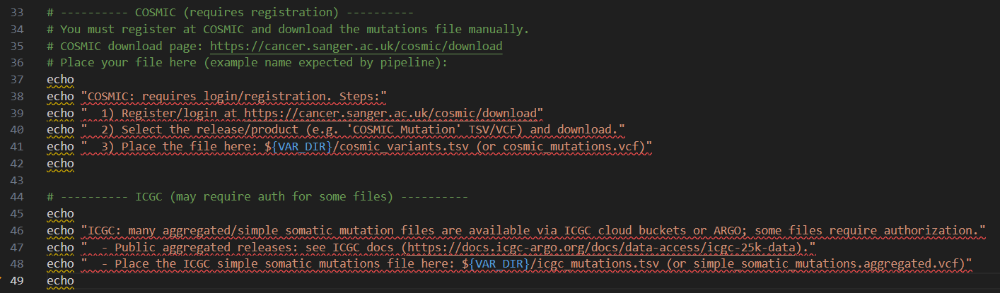 33 # ---------- COSMIC (requires registration) ----------
34 # You must register at COSMIC and download the mutations file manually.
35 # COSMIC download page: https://cancer.sanger.ac.uk/cosmic/download
36 # Place your file here (example name expected by pipeline):
37 echo
38 echo "COSMIC: requires login/registration. Steps:"
39 echo "  1) Register/login at https://cancer.sanger.ac.uk/cosmic/download"
40 echo "  2) Select the release/product (e.g. 'COSMIC Mutation' TSV/VCF) and download."
41 echo "  3) Place the file here: ${VAR_DIR}/cosmic_variants.tsv (or cosmic_mutations.vcf)"
42 echo
43
44 # ---------- ICGC (may require auth for some files) ----------
45 echo
46 echo "ICGC: many aggregated/simple somatic mutation files are available via ICGC cloud buckets or ARGO; some files require authorization."
47 echo "  - Public aggregated releases: see ICGC docs (https://docs.icgc-argo.org/docs/data-access/icgc-25k-data)."
48 echo "  - Place the ICGC simple somatic mutations file here: ${VAR_DIR}/icgc_mutations.tsv (or simple_somatic_mutations.aggregated.vcf)"
49 echo